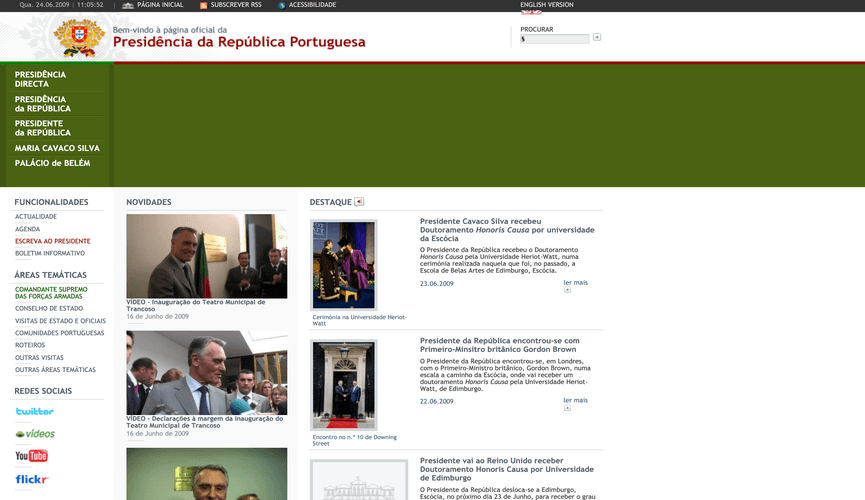 Qua. 24.06.2009 | 11:05:52 | PÁGINA INICIAL SUBSCREVER RSS ACESSIBILIDADE ENGLISH VERSION
Bem-vindo à página oficial da
Presidência da República Portuguesa
PROCURAR
PRESIDÊNCIA
DIRECTA
PRESIDÊNCIA
da REPÚBLICA
PRESIDENTE
da REPÚBLICA
MARIA CAVACO SILVA
PALÁCIO de BELÉM
FUNCIONALIDADES
ACTUALIDADE
AGENDA
ESCREVA AO PRESIDENTE
BOLETIM INFORMATIVO
ÁREAS TEMÁTICAS
COMANDANTE SUPREMO
DAS FORÇAS ARMADAS
CONSELHO DE ESTADO
VISITAS DE ESTADO E OFICIAIS
COMUNIDADES PORTUGUESAS
ROTEIROS
OUTRAS VISITAS
OUTRAS ÁREAS TEMÁTICAS
REDES SOCIAIS
twitter
vídeos
You Tube
flickr
NOVIDADES
VÍDEO - Inauguração do Teatro Municipal de
Trancoso
16 de Junho de 2009
VÍDEO - Declarações à margem da inauguração do
Teatro Municipal de Trancoso
16 de Junho de 2009
DESTAQUE
Presidente Cavaco Silva recebeu
Doutoramento Honoris Causa por universidade
da Escócia
O Presidente da República recebeu o Doutoramento
Honoris Causa pela Universidade Heriot-Watt, numa
cerimónia realizada naquela que foi, no passado, a
Escola de Belas Artes de Edimburgo, Escócia.
23.06.2009 ler mais
Cerimónia na Universidade Heriot-
Watt
Presidente da República encontrou-se com
Primeiro-Minsitro britânico Gordon Brown
O Presidente da República encontrou-se, em Londres,
com o Primeiro-Ministro britânico, Gordon Brown, numa
escala a caminho da Escócia, onde vai receber um
doutoramento Honoris Causa pela Universidade Heriot-
Watt, de Edimburgo.
22.06.2009 ler mais
Encontro no n.º 10 de Downing
Street
Presidente vai ao Reino Unido receber
Doutoramento Honoris Causa por Universidade
de Edimburgo
O Presidente da República desloca-se a Edimburgo,
Escócia, no próximo dia 23 de Junho, para receber o grau